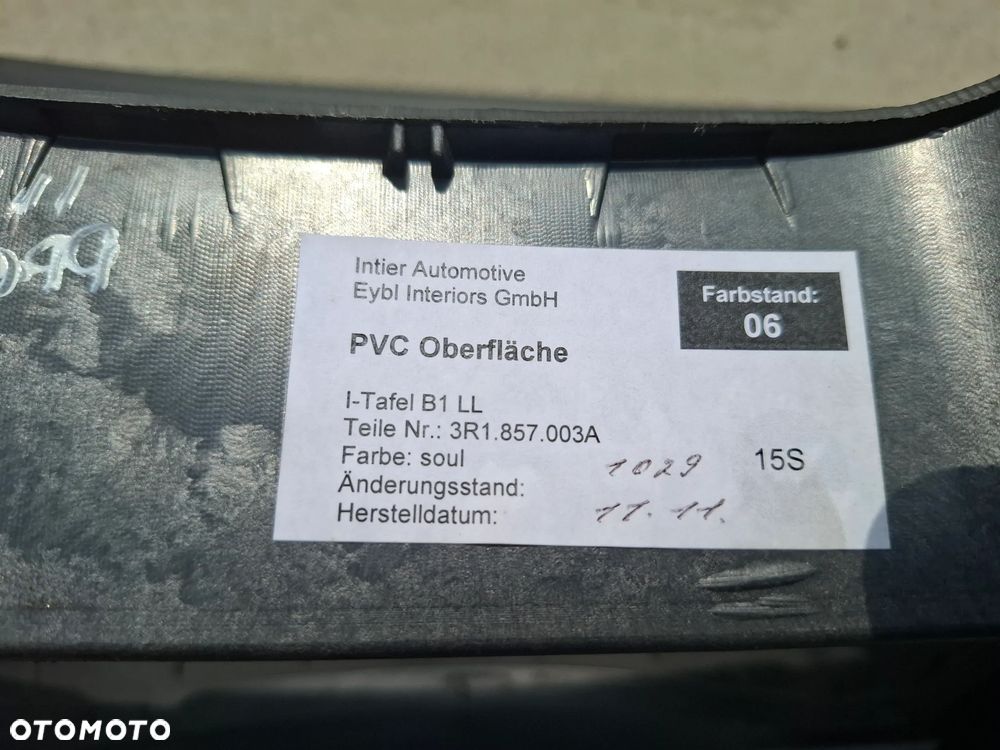 Intier Automotive
Eybl Interiors GmbH
Farbstand:
06
PVC Oberfläche
I-Tafel B1 LL
Teile Nr.: 3R1.857.003A
Farbe: soul
1029
15S
Änderungsstand:
Herstelldatum:
11.11.
OTOMOTO